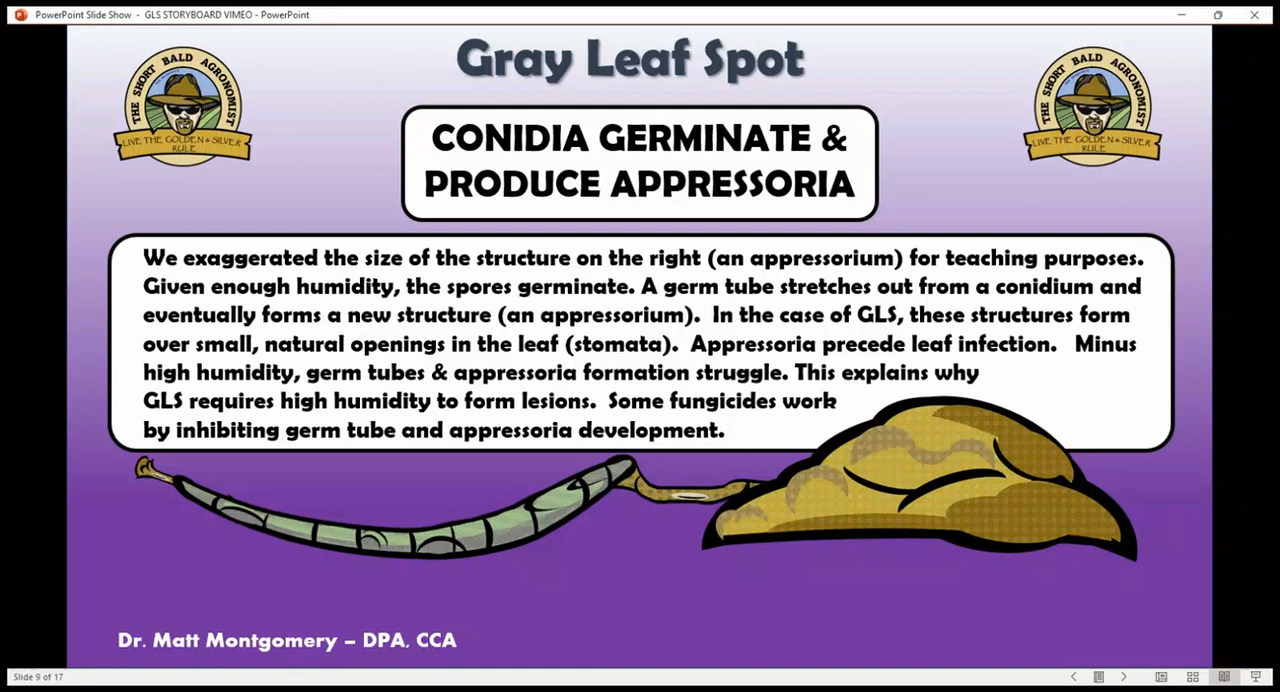 PowerPoint Slide Show - GLS STORYBOARD VIMEO - PowerPoint
Gray Leaf Spot
THE SHORT BALD AGRONOMIST
LIVE THE GOLDEN & SILVER
RULE
THE SHORT BALD AGRONOMIST
LIVE THE GOLDEN & SILVER
RULE
CONIDIA GERMINATE &
PRODUCE APPRESSORIA
We exaggerated the size of the structure on the right (an appressorium) for teaching purposes.
Given enough humidity, the spores germinate. A germ tube stretches out from a conidium and
eventually forms a new structure (an appressorium). In the case of GLS, these structures form
over small, natural openings in the leaf (stomata). Appressoria precede leaf infection. Minus
high humidity, germ tubes & appressoria formation struggle. This explains why
GLS requires high humidity to form lesions. Some fungicides work
by inhibiting germ tube and appressoria development.
Dr. Matt Montgomery – DPA, CCA
Slide 9 of 17